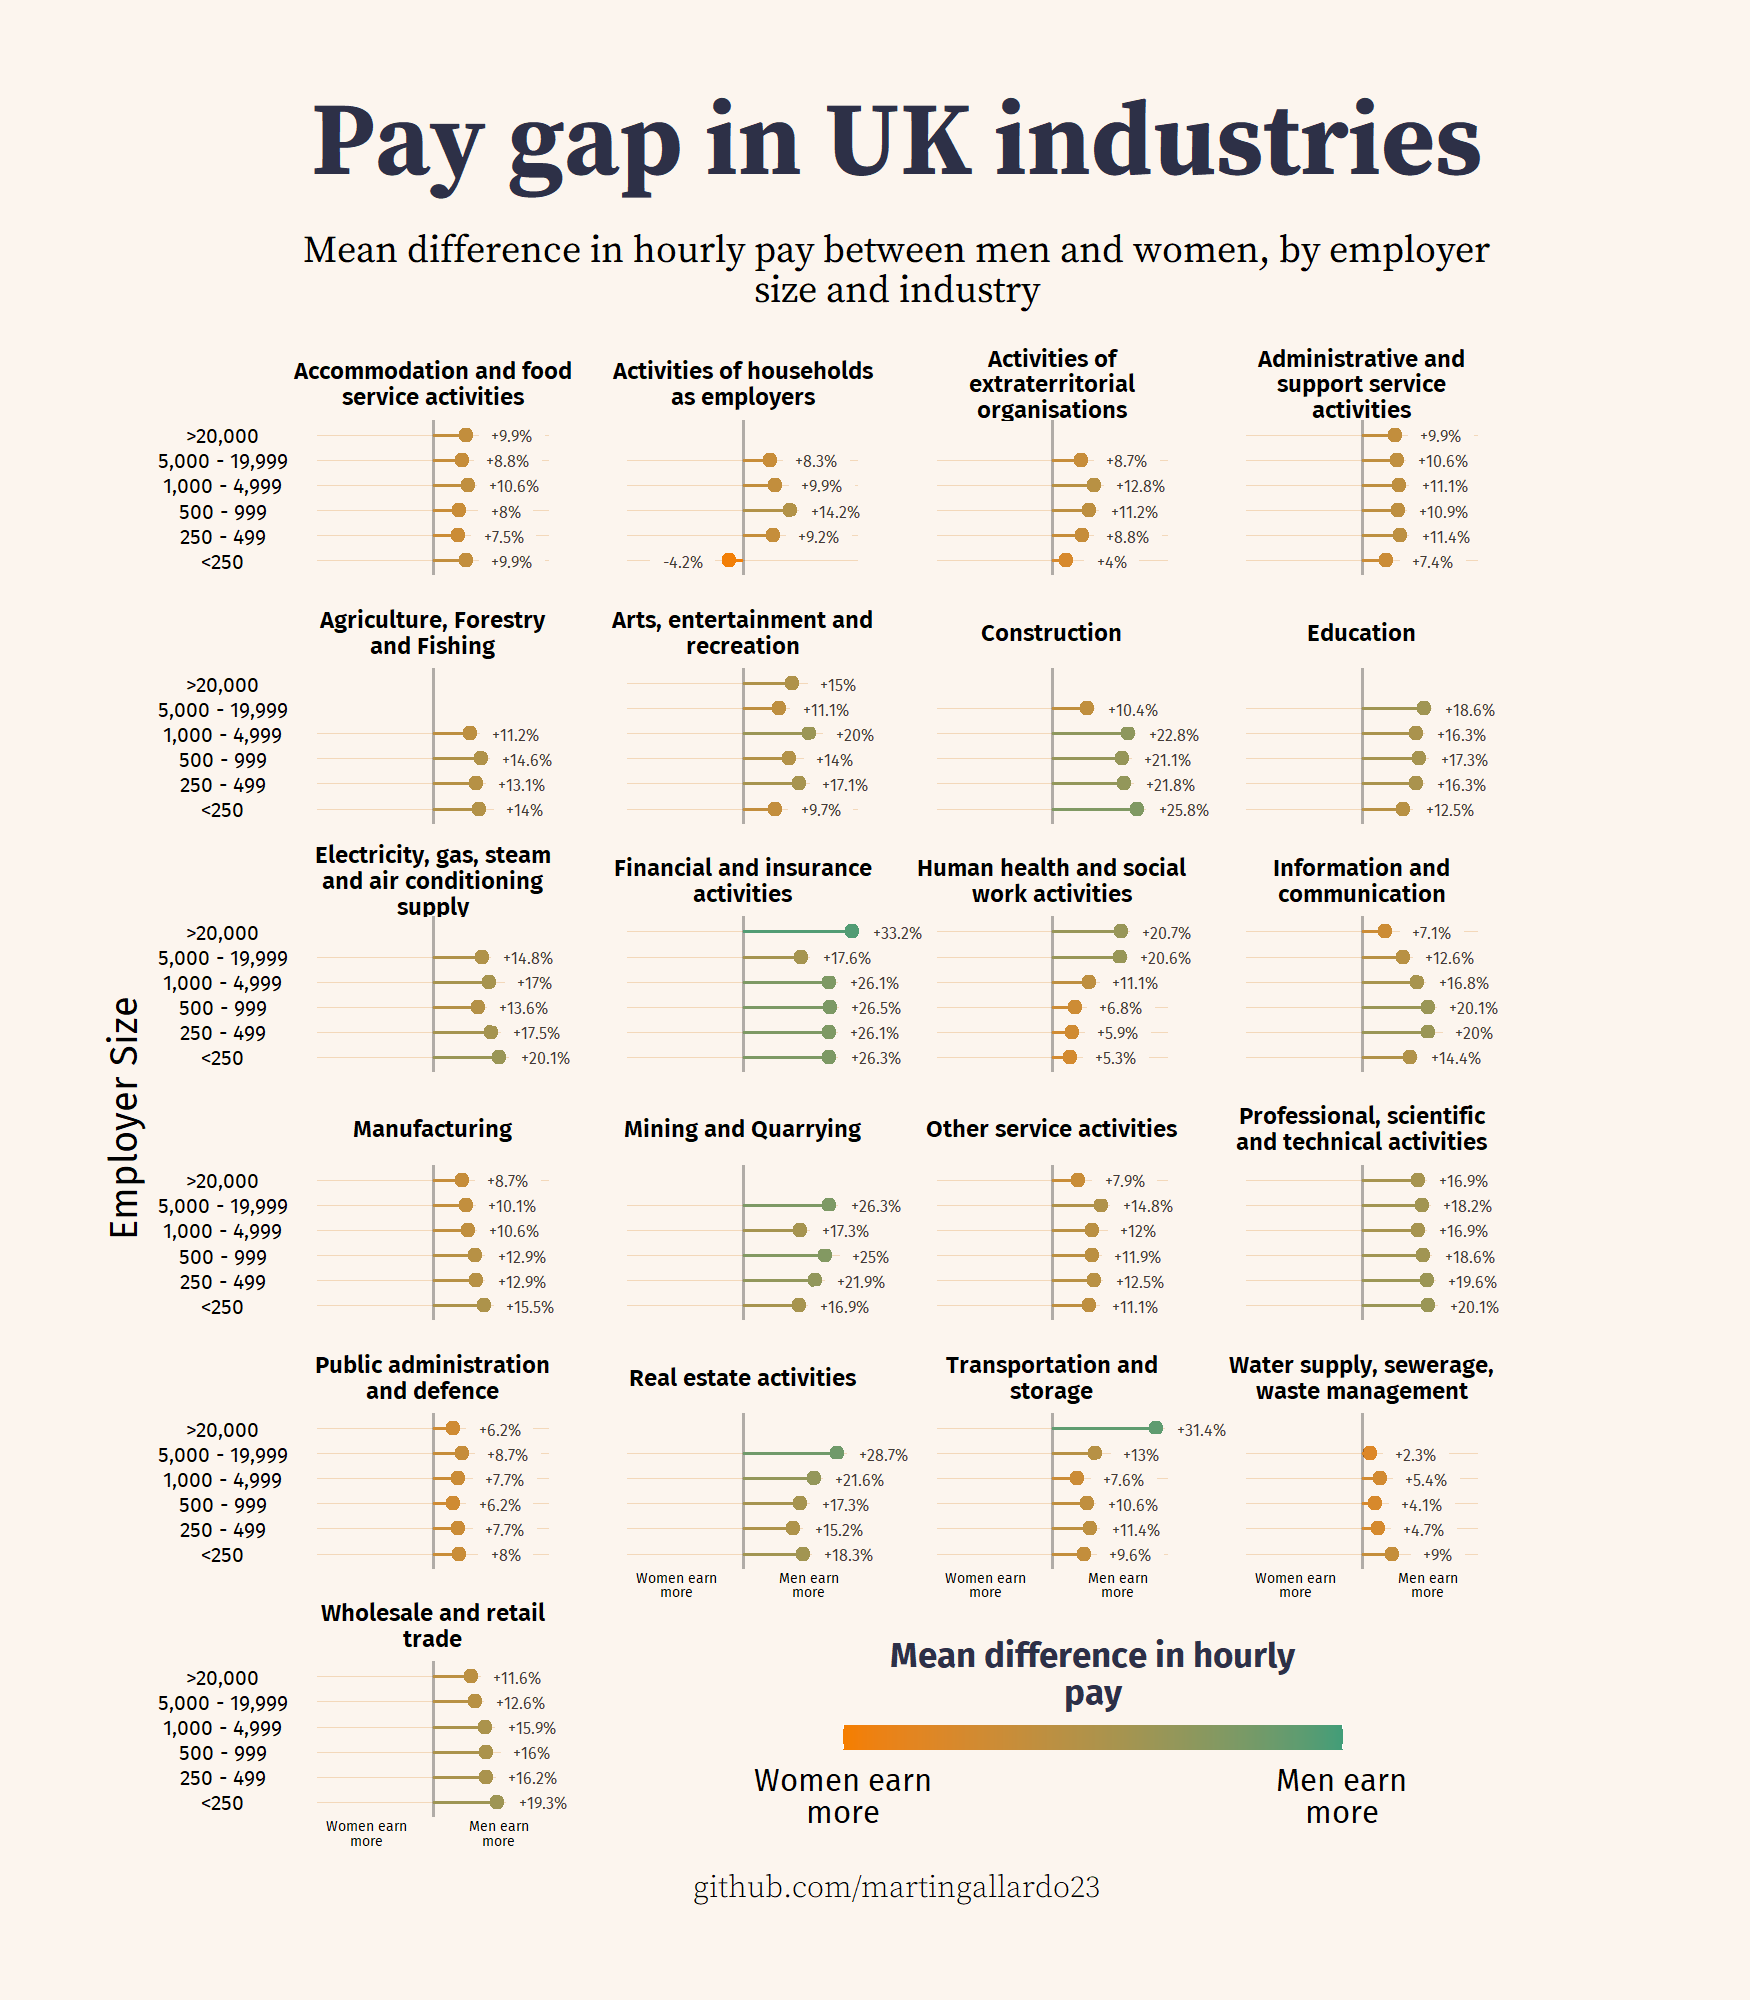 Pay gap in UK industries
Mean difference in hourly pay between men and women, by employer
size and industry
Employer Size
Accommodation and food
service activities
>20,000 +9.9%
5,000 - 19,999 +8.8%
1,000 - 4,999 +10.6%
500 - 999 +8%
250 - 499 +7.5%
<250 +9.9%
Activities of households
as employers
+8.3%
+9.9%
+14.2%
+9.2%
-4.2%
Activities of
extraterritorial
organisations
+8.7%
+12.8%
+11.2%
+8.8%
+4%
Administrative and
support service
activities
+9.9%
+10.6%
+11.1%
+10.9%
+11.4%
+7.4%
Agriculture, Forestry
and Fishing
>20,000
5,000 - 19,999
1,000 - 4,999 +11.2%
500 - 999 +14.6%
250 - 499 +13.1%
<250 +14%
Arts, entertainment and
recreation
+15%
+11.1%
+20%
+14%
+17.1%
+9.7%
Construction
+10.4%
+22.8%
+21.1%
+21.8%
+25.8%
Education
+18.6%
+16.3%
+17.3%
+16.3%
+12.5%
Electricity, gas, steam
and air conditioning
supply
>20,000
5,000 - 19,999 +14.8%
1,000 - 4,999 +17%
500 - 999 +13.6%
250 - 499 +17.5%
<250 +20.1%
Financial and insurance
activities
+33.2%
+17.6%
+26.1%
+26.5%
+26.1%
+26.3%
Human health and social
work activities
+20.7%
+20.6%
+11.1%
+6.8%
+5.9%
+5.3%
Information and
communication
+7.1%
+12.6%
+16.8%
+20.1%
+20%
+14.4%
Manufacturing
>20,000 +8.7%
5,000 - 19,999 +10.1%
1,000 - 4,999 +10.6%
500 - 999 +12.9%
250 - 499 +12.9%
<250 +15.5%
Mining and Quarrying
+26.3%
+17.3%
+25%
+21.9%
+16.9%
Other service activities
+7.9%
+14.8%
+12%
+11.9%
+12.5%
+11.1%
Professional, scientific
and technical activities
+16.9%
+18.2%
+16.9%
+18.6%
+19.6%
+20.1%
Public administration
and defence
>20,000 +6.2%
5,000 - 19,999 +8.7%
1,000 - 4,999 +7.7%
500 - 999 +6.2%
250 - 499 +7.7%
<250 +8%
Real estate activities
+28.7%
+21.6%
+17.3%
+15.2%
+18.3%
Women earn
more
Men earn
more
Transportation and
storage
+31.4%
+13%
+7.6%
+10.6%
+11.4%
+9.6%
Women earn
more
Men earn
more
Water supply, sewerage,
waste management
+2.3%
+5.4%
+4.1%
+4.7%
+9%
Women earn
more
Men earn
more
Wholesale and retail
trade
>20,000 +11.6%
5,000 - 19,999 +12.6%
1,000 - 4,999 +15.9%
500 - 999 +16%
250 - 499 +16.2%
<250 +19.3%
Women earn
more
Men earn
more
Mean difference in hourly
pay
Women earn
more
Men earn
more
github.com/martingallardo23